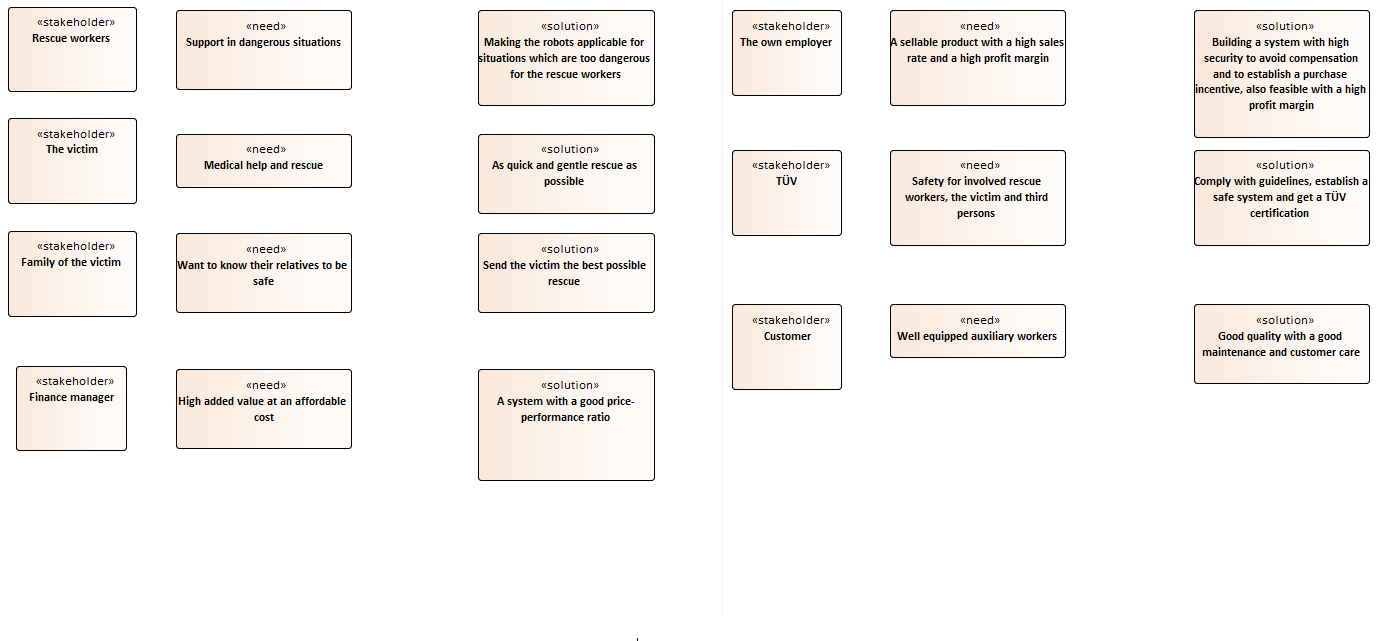 «stakeholder»
Rescue workers
«need»
Support in dangerous situations
«solution»
Making the robots applicable for
situations which are too dangerous
for the rescue workers
«stakeholder»
The victim
«need»
Medical help and rescue
«solution»
As quick and gentle rescue as
possible
«stakeholder»
Family of the victim
«need»
Want to know their relatives to be
safe
«solution»
Send the victim the best possible
rescue
«stakeholder»
Finance manager
«need»
High added value at an affordable
cost
«solution»
A system with a good price-
performance ratio
«stakeholder»
The own employer
«need»
A sellable product with a high sales
rate and a high profit margin
«solution»
Building a system with high
security to avoid compensation
and to establish a purchase
incentive, also feasible with a high
profit margin
«stakeholder»
TÜV
«need»
Safety for involved rescue
workers, the victim and third
persons
«solution»
Comply with guidelines, establish a
safe system and get a TÜV
certification
«stakeholder»
Customer
«need»
Well equipped auxiliary workers
«solution»
Good quality with a good
maintenance and customer care